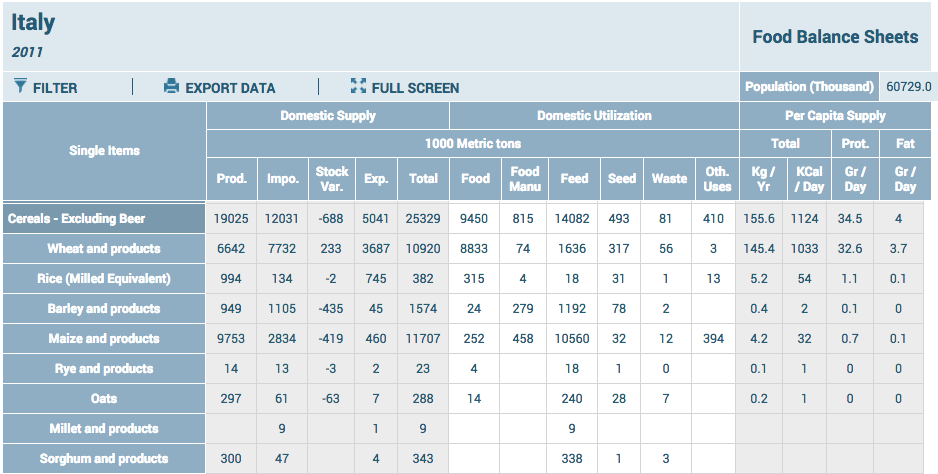 Italy
2011
Food Balance Sheets
FILTER | EXPORT DATA | FULL SCREEN
Population (Thousand) 60729.0
Single Items Domestic Supply Domestic Utilization Per Capita Supply
1000 Metric tons Total Prot. Fat
Prod. Impo. Stock Var. Exp. Total Food Food Manu Feed Seed Waste Oth. Uses Kg / Yr KCal / Day Gr / Day Gr / Day
Cereals - Excluding Beer 19025 12031 -688 5041 25329 9450 815 14082 493 81 410 155.6 1124 34.5 4
Wheat and products 6642 7732 233 3687 10920 8833 74 1636 317 56 3 145.4 1033 32.6 3.7
Rice (Milled Equivalent) 994 134 -2 745 382 315 4 18 31 1 13 5.2 54 1.1 0.1
Barley and products 949 1105 -435 45 1574 24 279 1192 78 2 0.4 2 0.1 0
Maize and products 9753 2834 -419 460 11707 252 458 10560 32 12 394 4.2 32 0.7 0.1
Rye and products 14 13 -3 2 23 4 18 1 0 0.1 1 0 0
Oats 297 61 -63 7 288 14 240 28 7 0.2 1 0 0
Millet and products 9 1 9 9
Sorghum and products 300 47 4 343 338 1 3